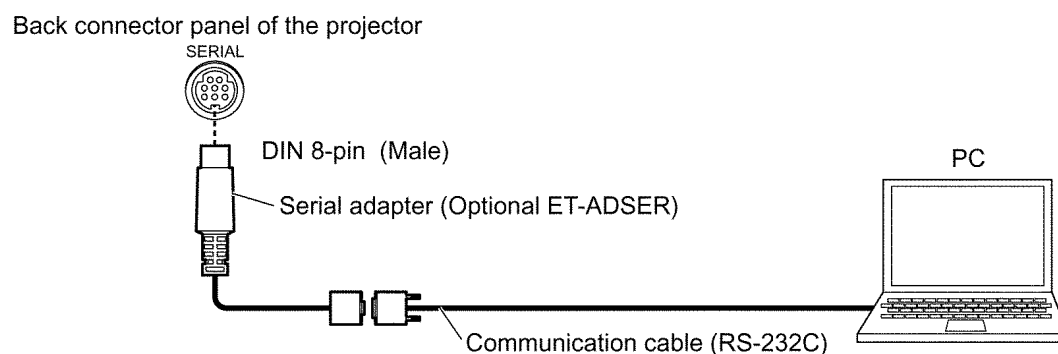 Back connector panel of the projector
SERIAL
DIN 8-pin (Male)
PC
Serial adapter (Optional ET-ADSER)
Communication cable (RS-232C)